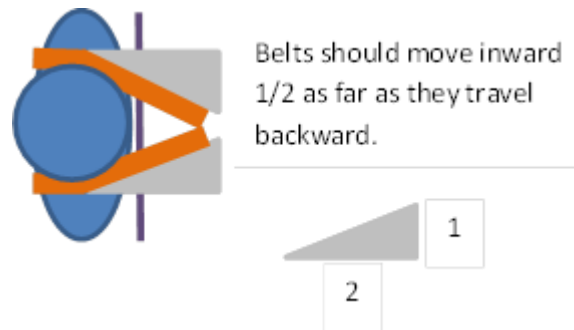 Belts should move inward
1/2 as far as they travel
backward.
1
2